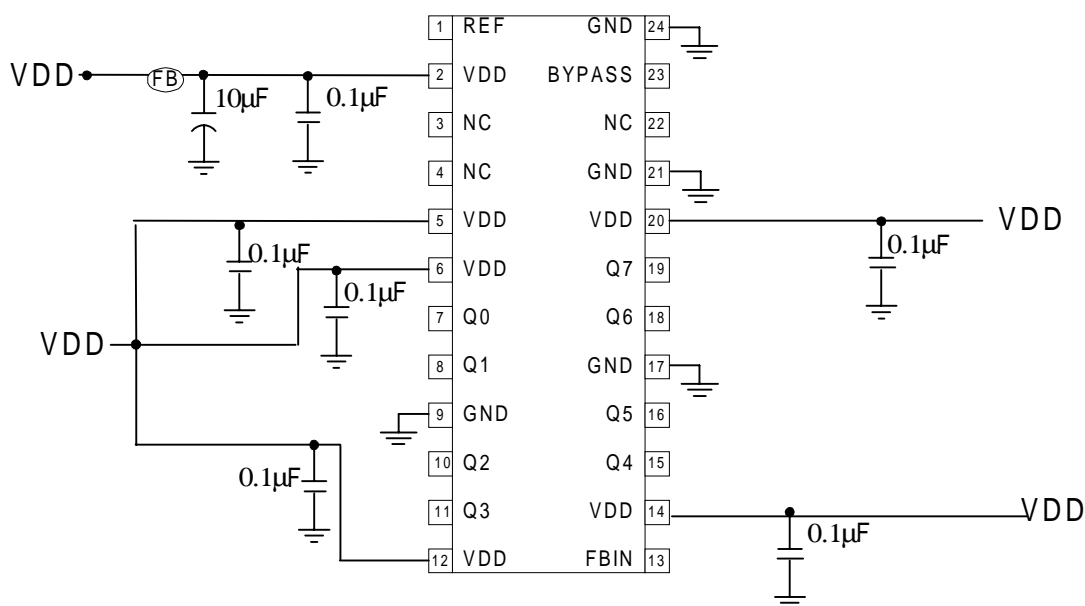 1 REF GND 24
VDD FB 2 VDD BYPASS 23
10µF 0.1µF
3 NC NC 22
4 NC GND 21
5 VDD VDD 20 VDD
0.1µF 0.1µF
6 VDD Q7 19
0.1µF
7 Q0 Q6 18
VDD
8 Q1 GND 17
9 GND Q5 16
10 Q2 Q4 15
0.1µF
11 Q3 VDD 14 VDD
0.1µF
12 VDD FBIN 13